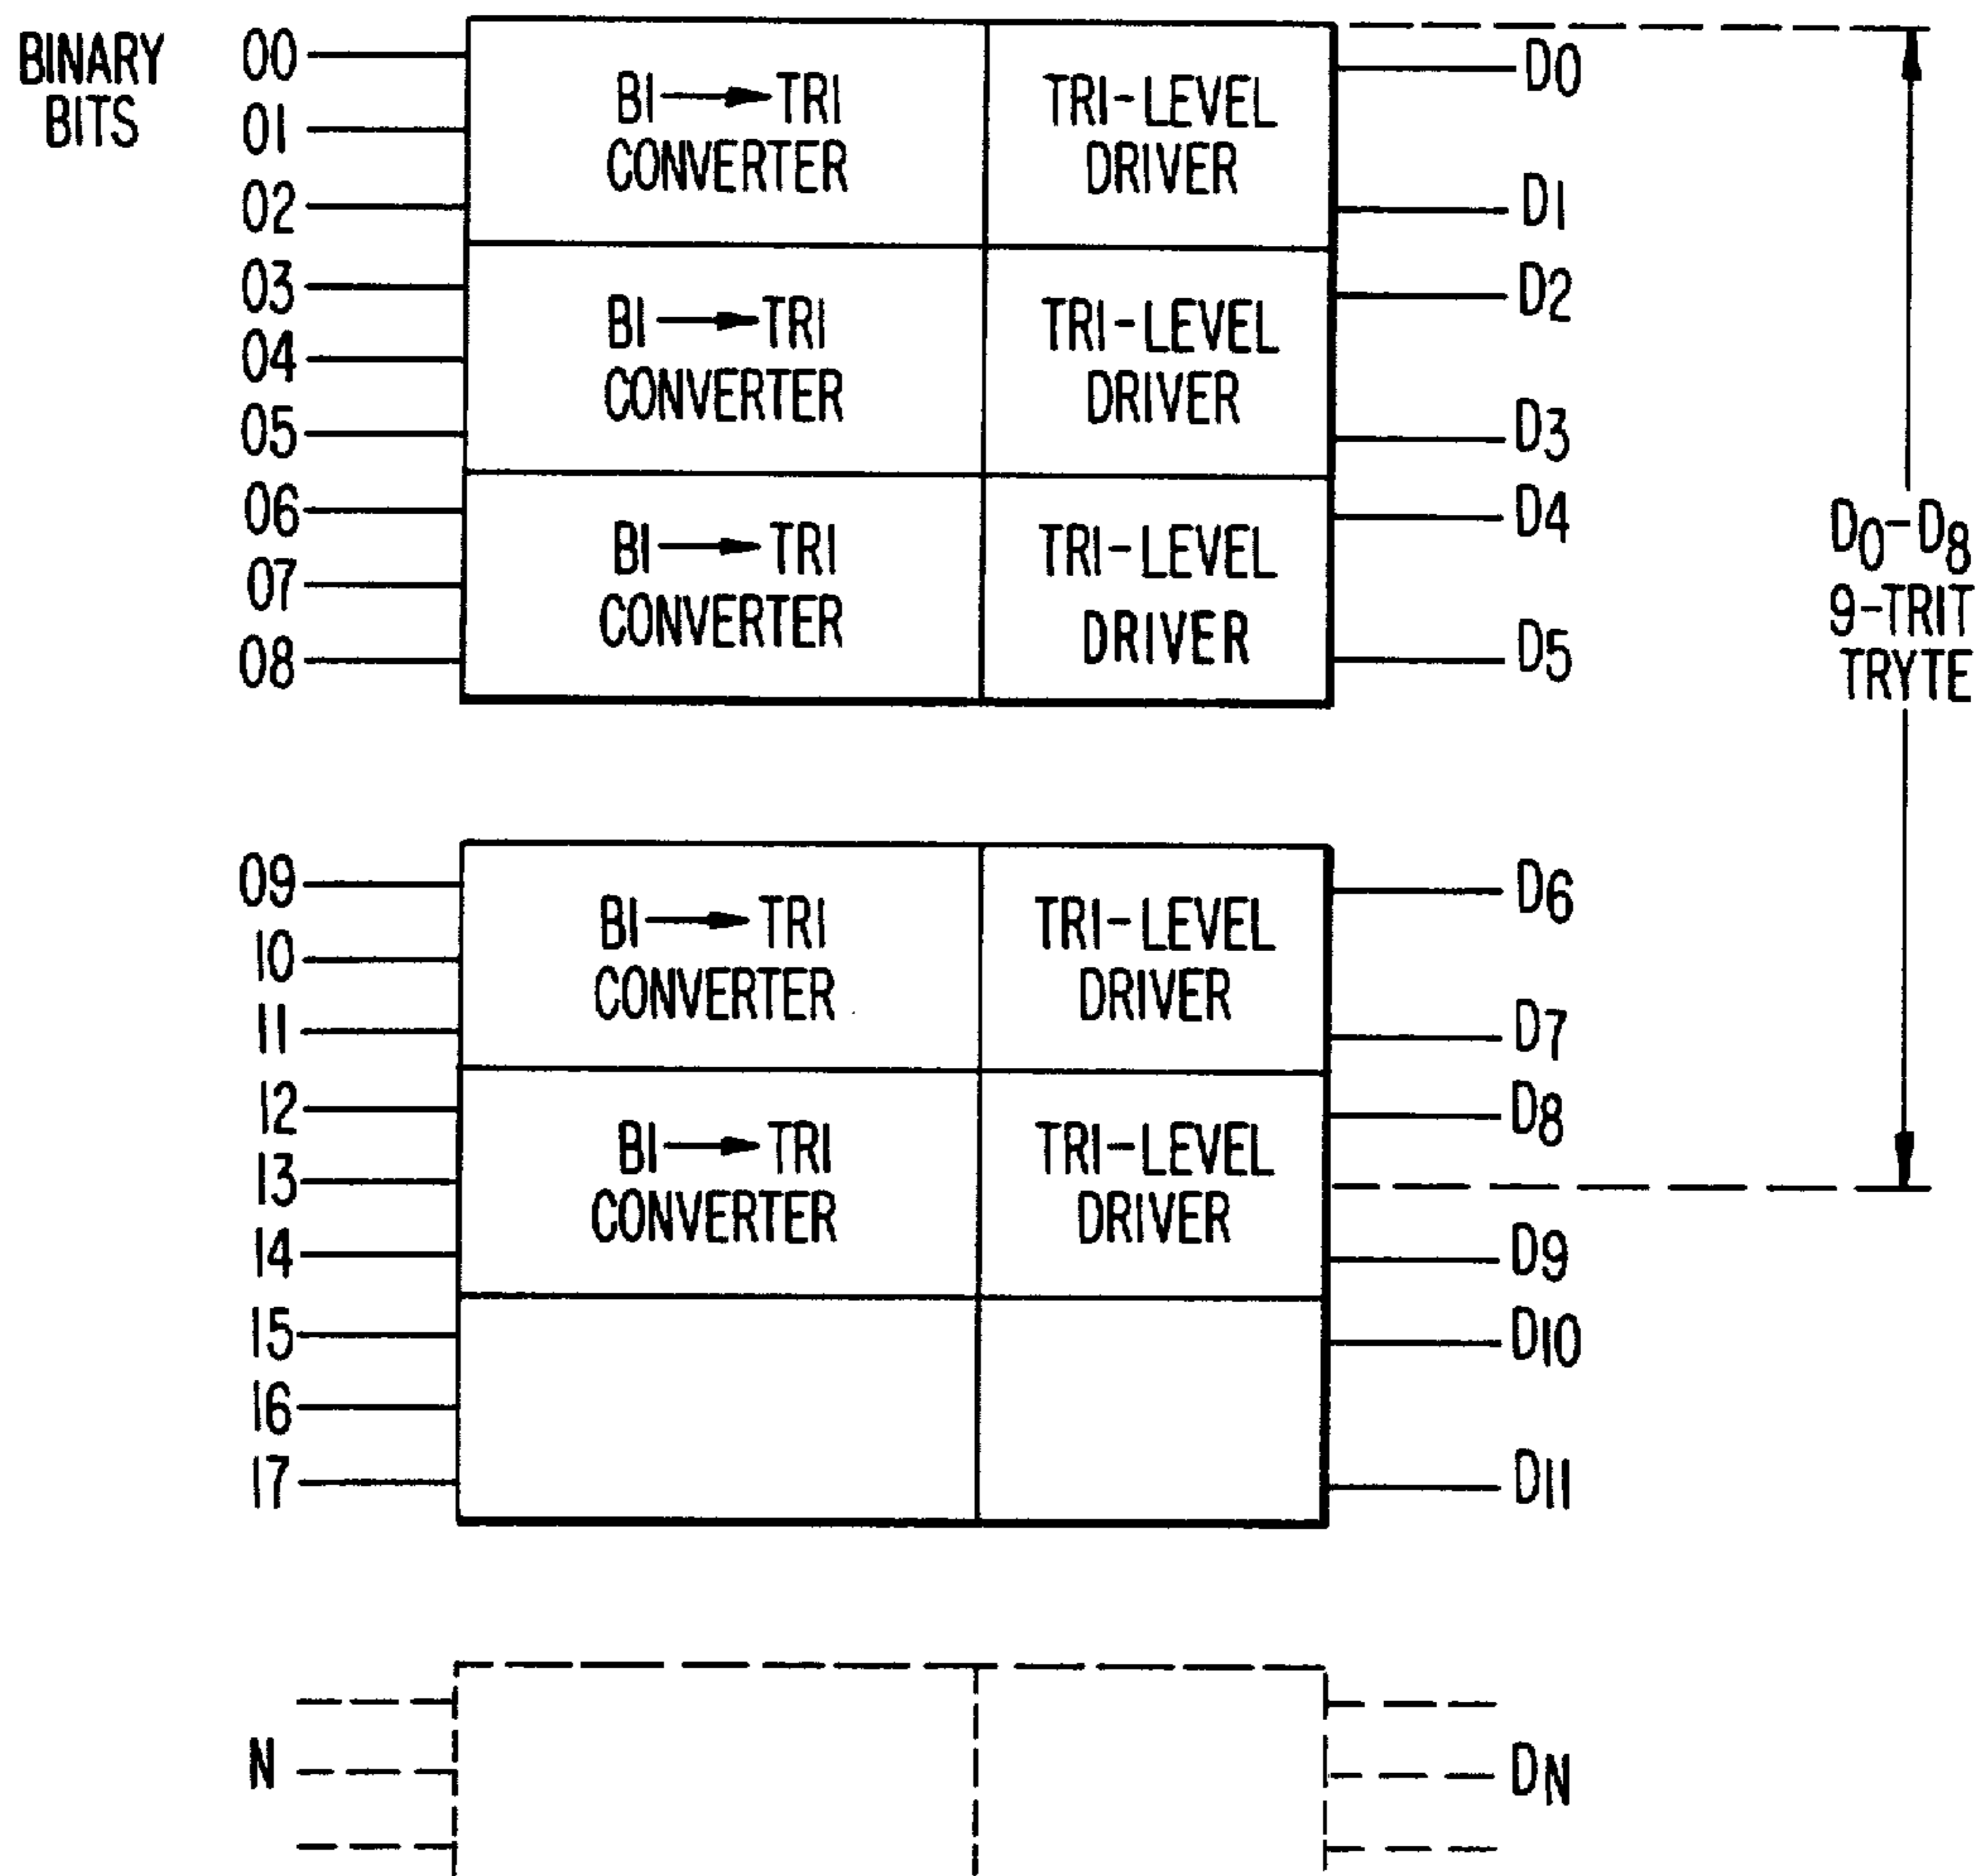 BINARY
BITS
00
01
02
03
04
05
06
07
08
BI TRI
CONVERTER
TRI-LEVEL
DRIVER
BI TRI
CONVERTER
TRI-LEVEL
DRIVER
BI TRI
CONVERTER
TRI-LEVEL
DRIVER
D0
D1
D2
D3
D4
D5
D0-D8
9-TRIT
TRYTE
09
10
11
12
13
14
15
16
17
BI TRI
CONVERTER
TRI-LEVEL
DRIVER
BI TRI
CONVERTER
TRI-LEVEL
DRIVER
D6
D7
D8
D9
D10
D11
N
DN